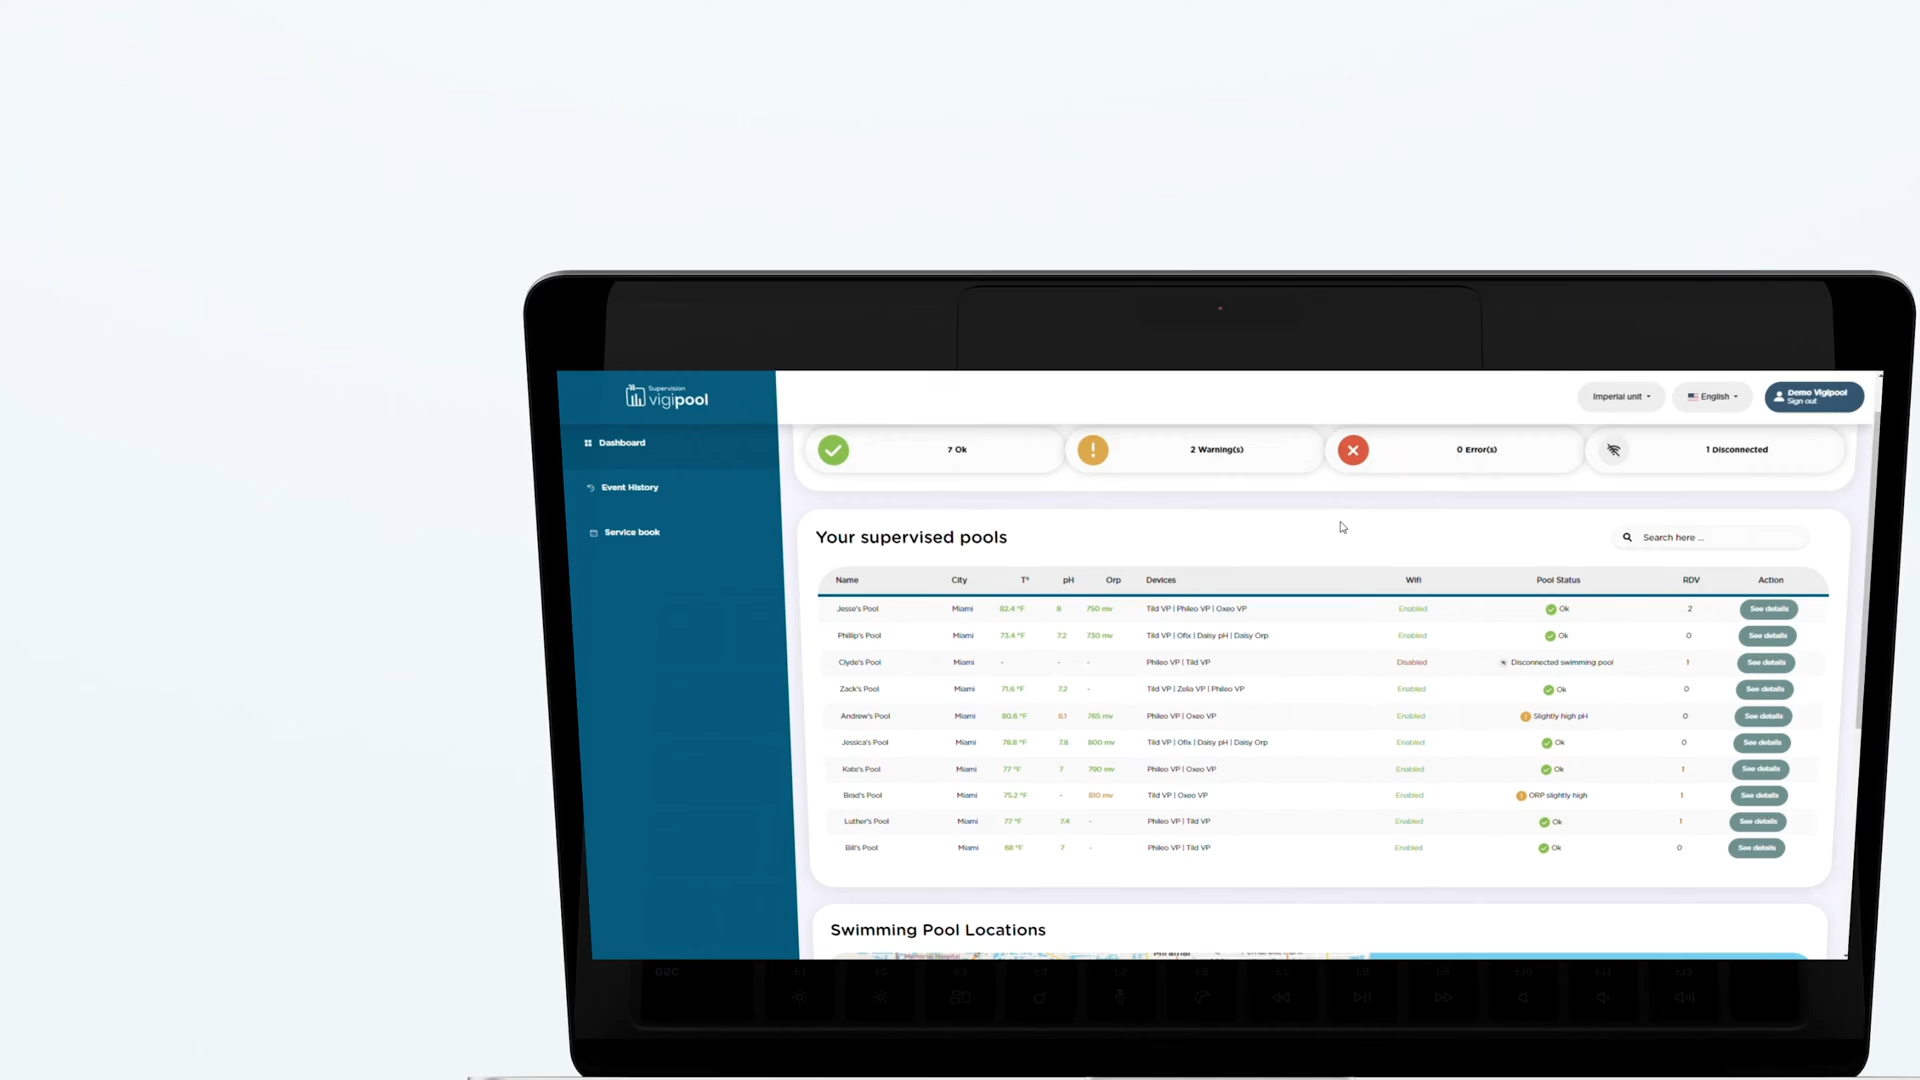 Supervision
vigipool
Imperial unit
English
Demo Vigipool
Sign out
Dashboard
Event History
Service book
7 Ok
2 Warning(s)
0 Error(s)
1 Disconnected
Your supervised pools
Search here ...
Name City T° pH Orp Devices Wifi Pool Status RDV Action
Jesse's Pool Miami 82.4 °F 8 750 mv Tild VP | Phileo VP | Oxeo VP Enabled Ok 2 See details
Phillip's Pool Miami 73.4 °F 7.2 730 mv Tild VP | Ofix | Daisy pH | Daisy Orp Enabled Ok 0 See details
Clyde's Pool Miami - - - Phileo VP | Tild VP Disabled Disconnected swimming pool 1 See details
Zack's Pool Miami 71.6 °F 7.2 - Tild VP | Zelia VP | Phileo VP Enabled Ok 0 See details
Andrew's Pool Miami 80.6 °F 8.1 765 mv Phileo VP | Oxeo VP Enabled Slightly high pH 0 See details
Jessica's Pool Miami 78.8 °F 7.8 800 mv Tild VP | Ofix | Daisy pH | Daisy Orp Enabled Ok 0 See details
Kate's Pool Miami 77 °F 7 790 mv Phileo VP | Oxeo VP Enabled Ok 1 See details
Brad's Pool Miami 75.2 °F - 810 mv Tild VP | Oxeo VP Enabled ORP slightly high 1 See details
Luther's Pool Miami 77 °F 7.4 - Phileo VP | Tild VP Enabled Ok 1 See details
Bill's Pool Miami 68 °F 7 - Phileo VP | Tild VP Enabled Ok 0 See details
Swimming Pool Locations